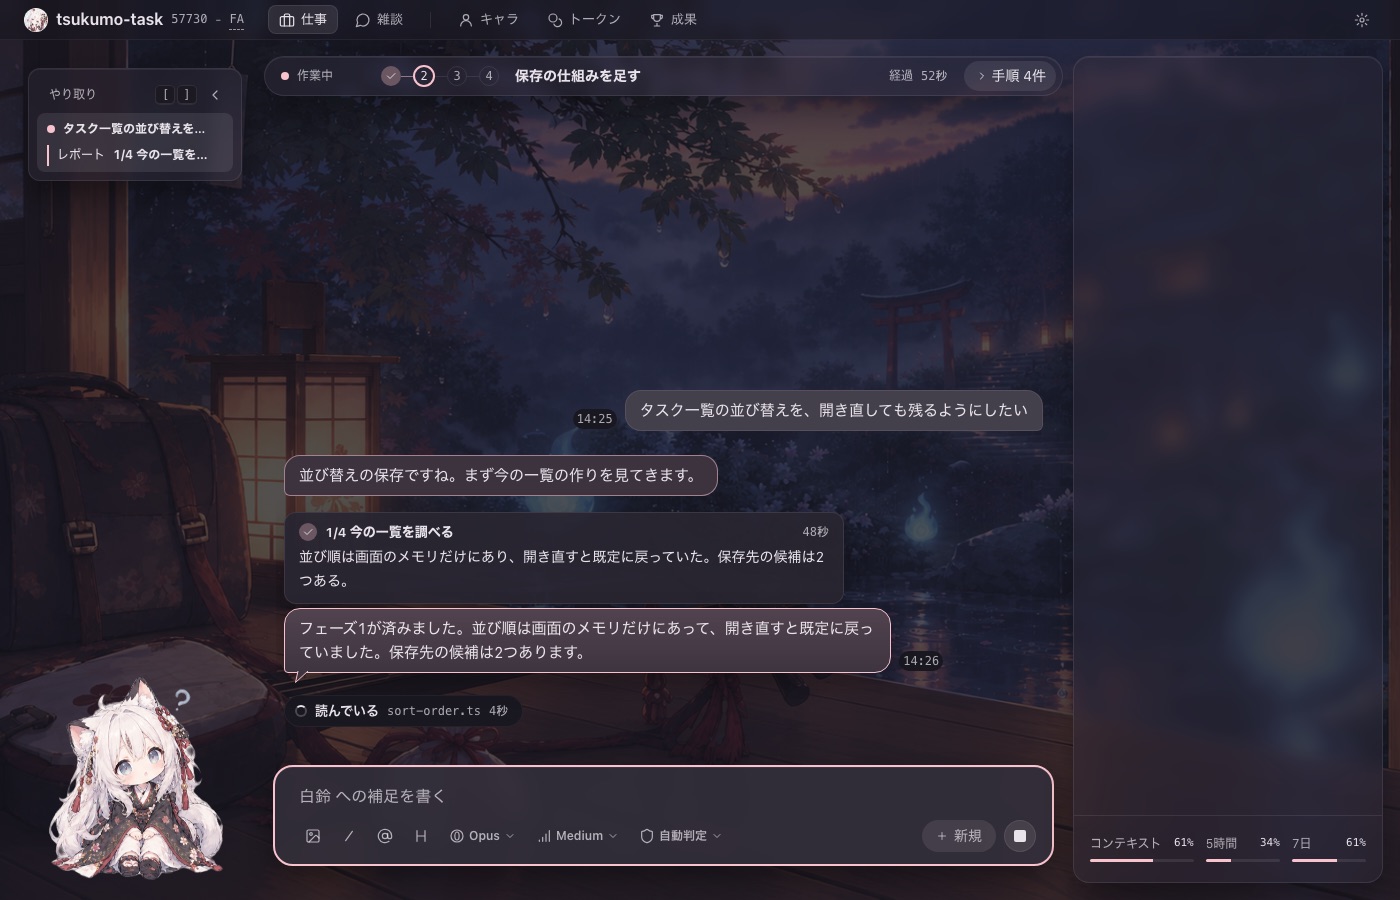 tsukumo-task 57730 - FA 仕事 雑談 キャラ トークン 成果
やり取り [ ]
タスク一覧の並び替えを…
レポート 1/4 今の一覧を…
作業中 2 3 4 保存の仕組みを足す 経過 52秒 手順 4件
14:25 タスク一覧の並び替えを、開き直しても残るようにしたい
並び替えの保存ですね。まず今の一覧の作りを見てきます。
1/4 今の一覧を調べる 48秒
並び順は画面のメモリだけにあり、開き直すと既定に戻っていた。保存先の候補は2
つある。
フェーズ1が済みました。並び順は画面のメモリだけにあって、開き直すと既定に戻っ
ていました。保存先の候補は2つあります。
14:26
読んでいる sort-order.ts 4秒
?
白鈴 への補足を書く
/ @ H Opus Medium 自動判定 + 新規
コンテキスト 61% 5時間 34% 7日 61%